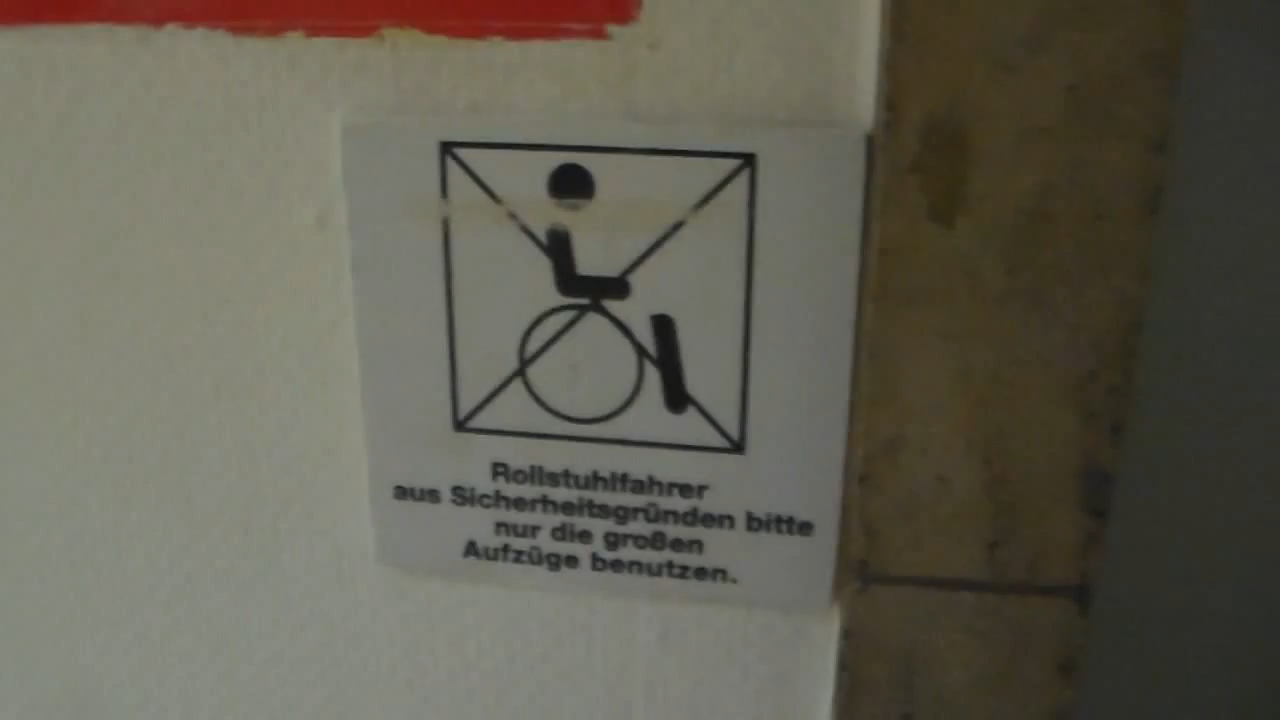 Rollstuhlfahrer
aus Sicherheitsgründen bitte
nur die großen
Aufzüge benutzen.